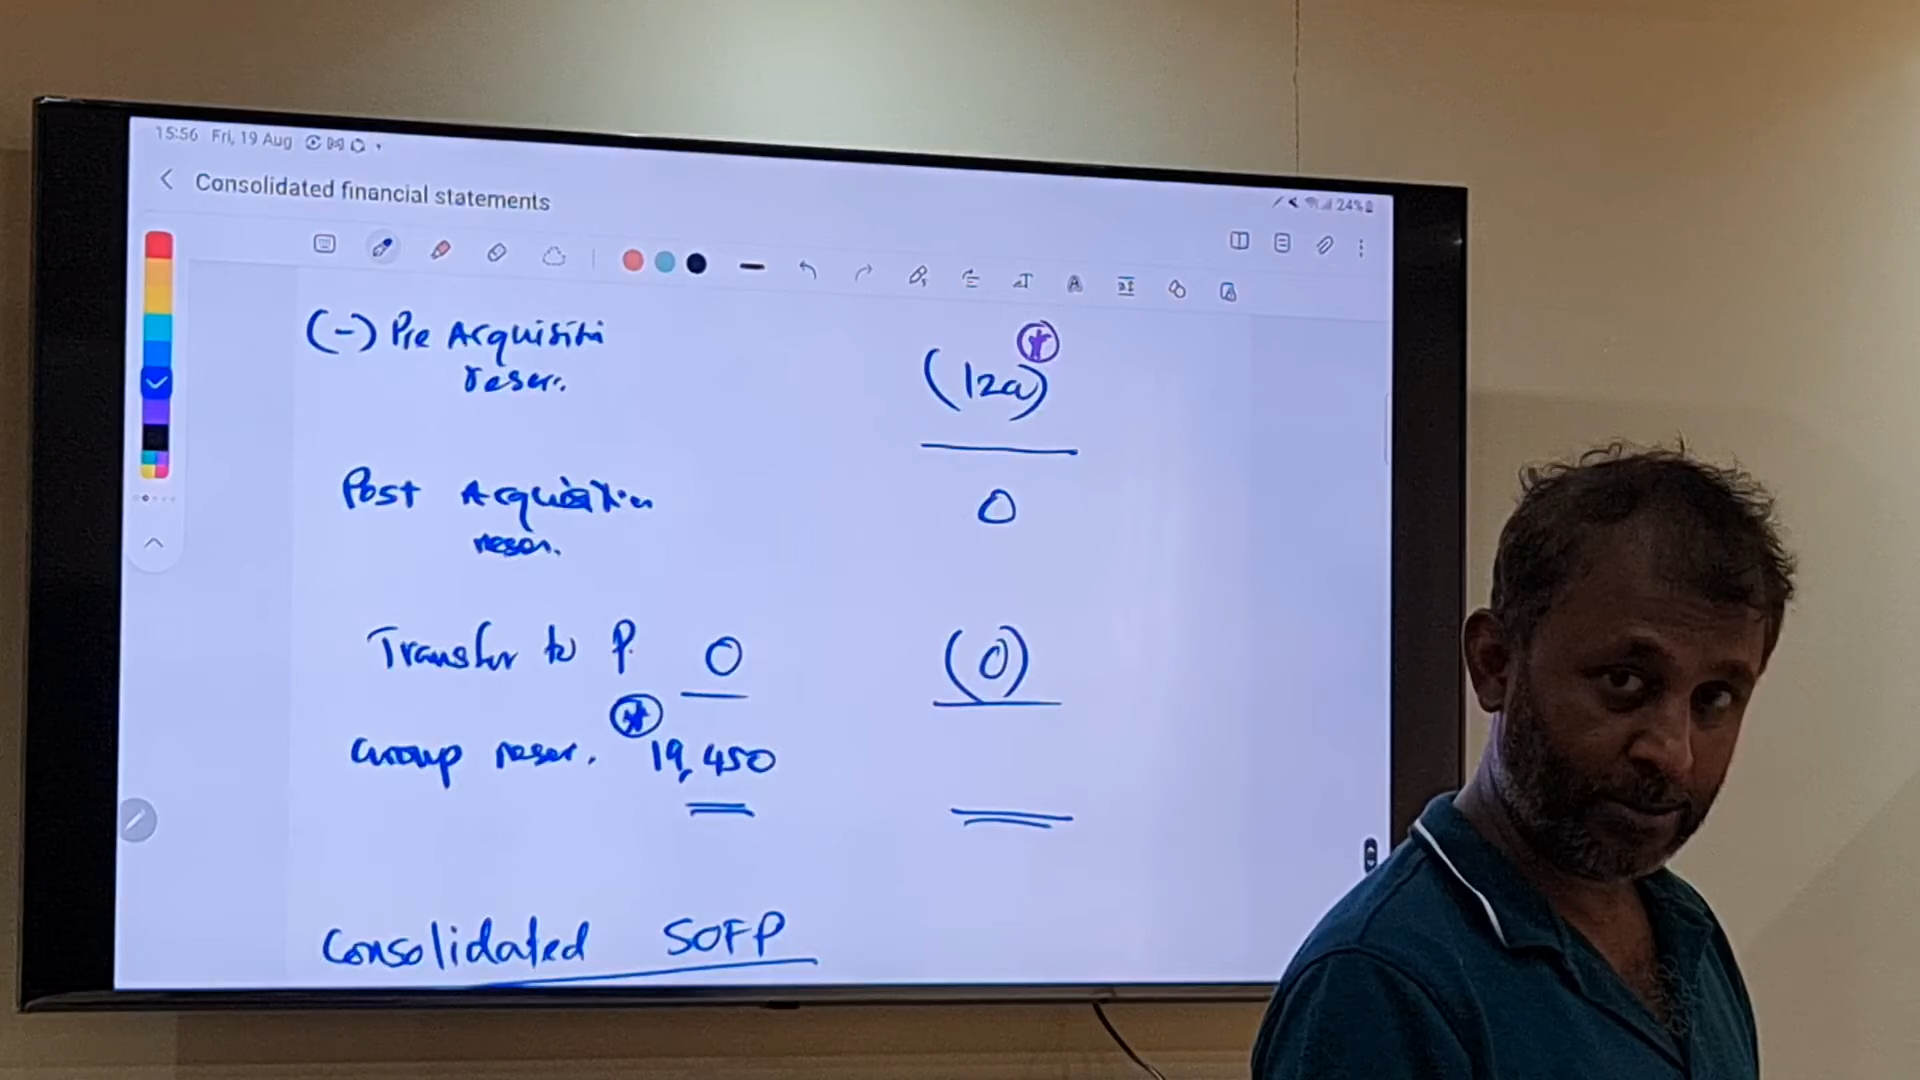 15:56 Fri, 19 Aug
24%
Consolidated financial statements
(-) Pre Acquisiti
reser.
Post Acquisition
reser.
0
Transfer to P. 0 (0)
Group reser. 19,450
Consolidated SOFP